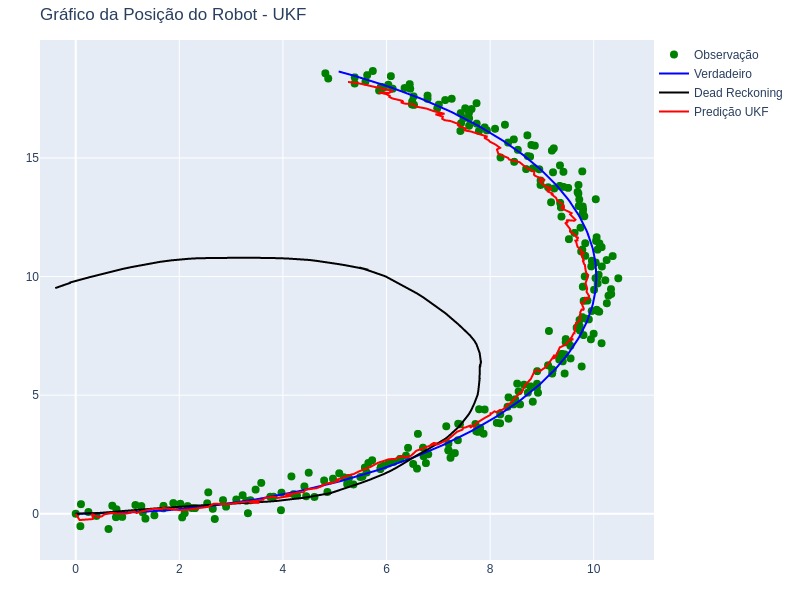 Gráfico da Posição do Robot - UKF
Observação
Verdadeiro
Dead Reckoning
Predição UKF
15
10
5
0
0 2 4 6 8 10